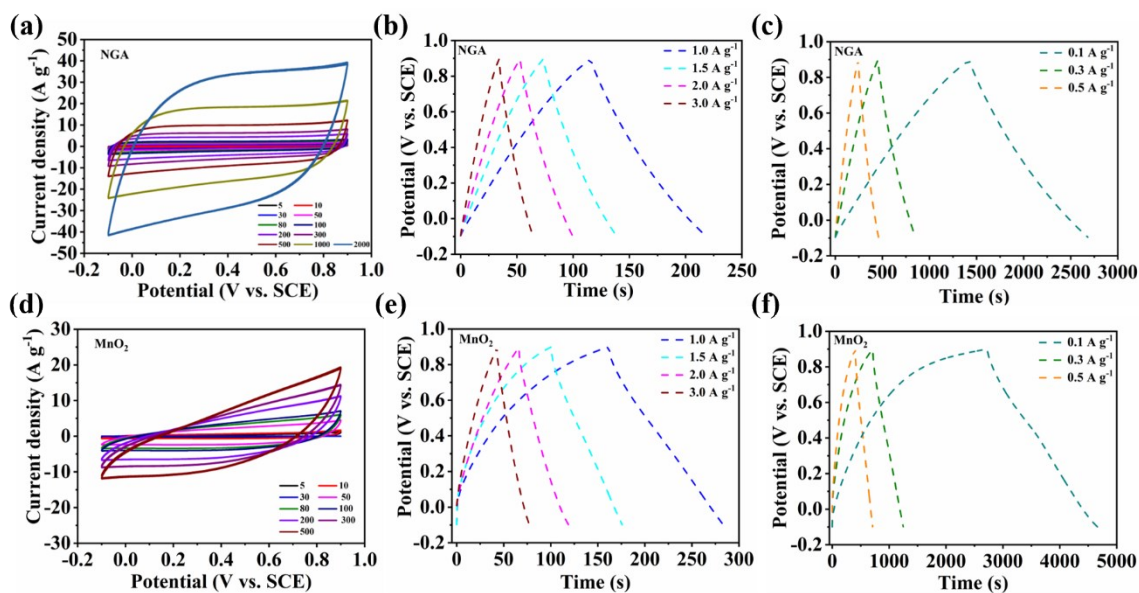 (a)
NGA
Current density (A g⁻¹)
50
40
30
20
10
0
-10
-20
-30
-40
-50
5 10
30 50
80 100
200 300
500 1000 2000
-0.2 0.0 0.2 0.4 0.6 0.8 1.0
Potential (V vs. SCE)
(b)
NGA
Potential (V vs. SCE)
1.0
0.8
0.6
0.4
0.2
0.0
-0.2
1.0 A g⁻¹
1.5 A g⁻¹
2.0 A g⁻¹
3.0 A g⁻¹
0 50 100 150 200 250
Time (s)
(c)
NGA
Potential (V vs. SCE)
1.0
0.8
0.6
0.4
0.2
0.0
-0.2
0.1 A g⁻¹
0.3 A g⁻¹
0.5 A g⁻¹
0 500 1000 1500 2000 2500 3000
Time (s)
(d)
MnO₂
Current density (A g⁻¹)
30
20
10
0
-10
-20
-30
5 10
30 50
80 100
200 300
500
-0.2 0.0 0.2 0.4 0.6 0.8 1.0
Potential (V vs. SCE)
(e)
MnO₂
Potential (V vs. SCE)
1.0
0.8
0.6
0.4
0.2
0.0
-0.2
1.0 A g⁻¹
1.5 A g⁻¹
2.0 A g⁻¹
3.0 A g⁻¹
0 50 100 150 200 250 300
Time (s)
(f)
MnO₂
Potential (V vs. SCE)
1.0
0.8
0.6
0.4
0.2
0.0
-0.2
0.1 A g⁻¹
0.3 A g⁻¹
0.5 A g⁻¹
0 1000 2000 3000 4000 5000
Time (s)